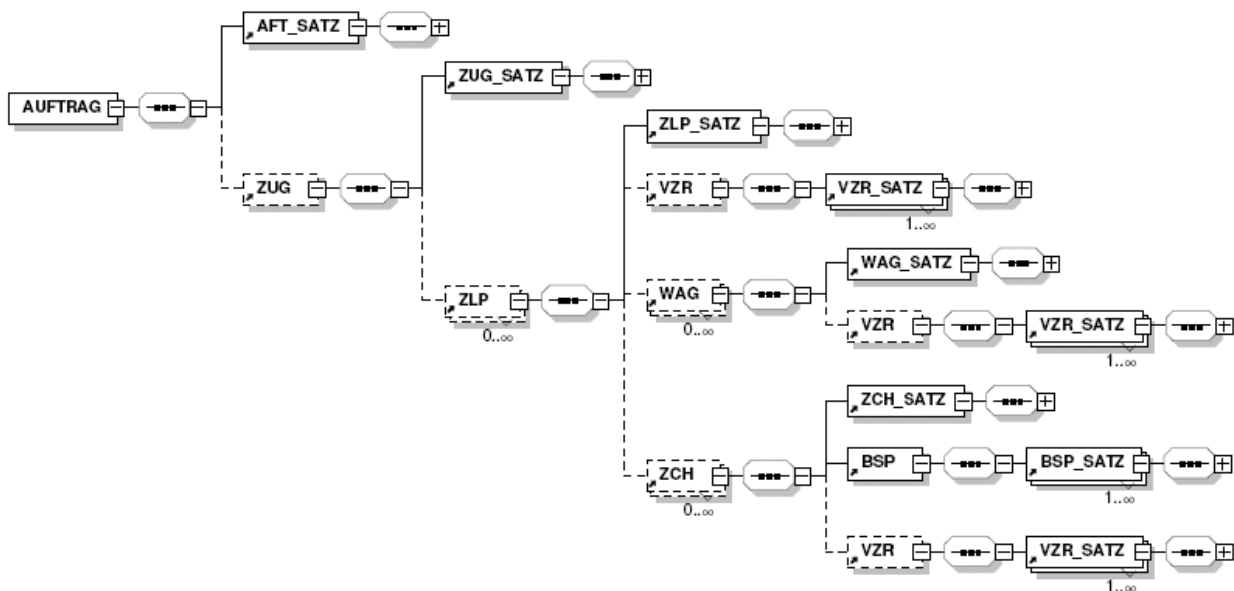 AFT_SATZ
ZUG_SATZ
AUFTRAG
ZLP_SATZ
ZUG
VZR
VZR_SATZ
1..∞
WAG_SATZ
ZLP
0..∞
WAG
0..∞
VZR
VZR_SATZ
1..∞
ZCH_SATZ
BSP
BSP_SATZ
1..∞
ZCH
0..∞
VZR
VZR_SATZ
1..∞